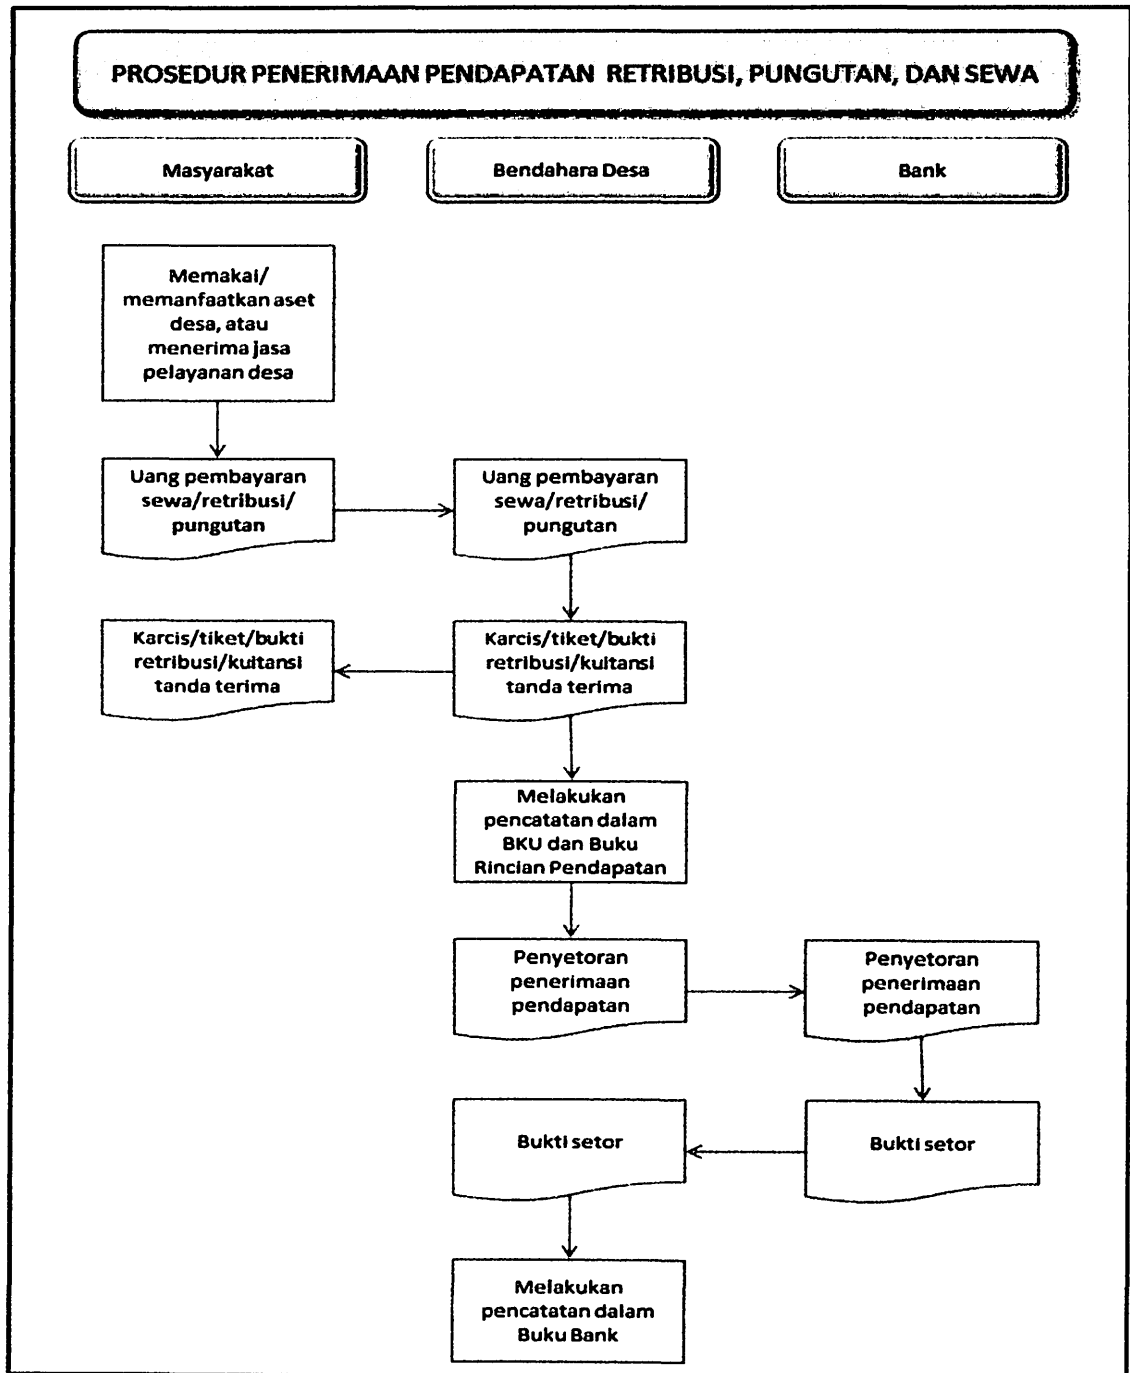 PROSEDUR PENERIMAAN PENDAPATAN RETRIBUSI, PUNGUTAN, DAN SEWA
Masyarakat
Bendahara Desa
Bank
Memakai/
memanfaatkan aset
desa, atau
menerima jasa
pelayanan desa
Uang pembayaran
sewa/retribusi/
pungutan
Uang pembayaran
sewa/retribusi/
pungutan
Karcis/tiket/bukti
retribusi/kuitansi
tanda terima
Karcis/tiket/bukti
retribusi/kuitansi
tanda terima
Melakukan
pencatatan dalam
BKU dan Buku
Rincian Pendapatan
Penyetoran
penerimaan
pendapatan
Penyetoran
penerimaan
pendapatan
Bukti setor
Bukti setor
Melakukan
pencatatan dalam
Buku Bank